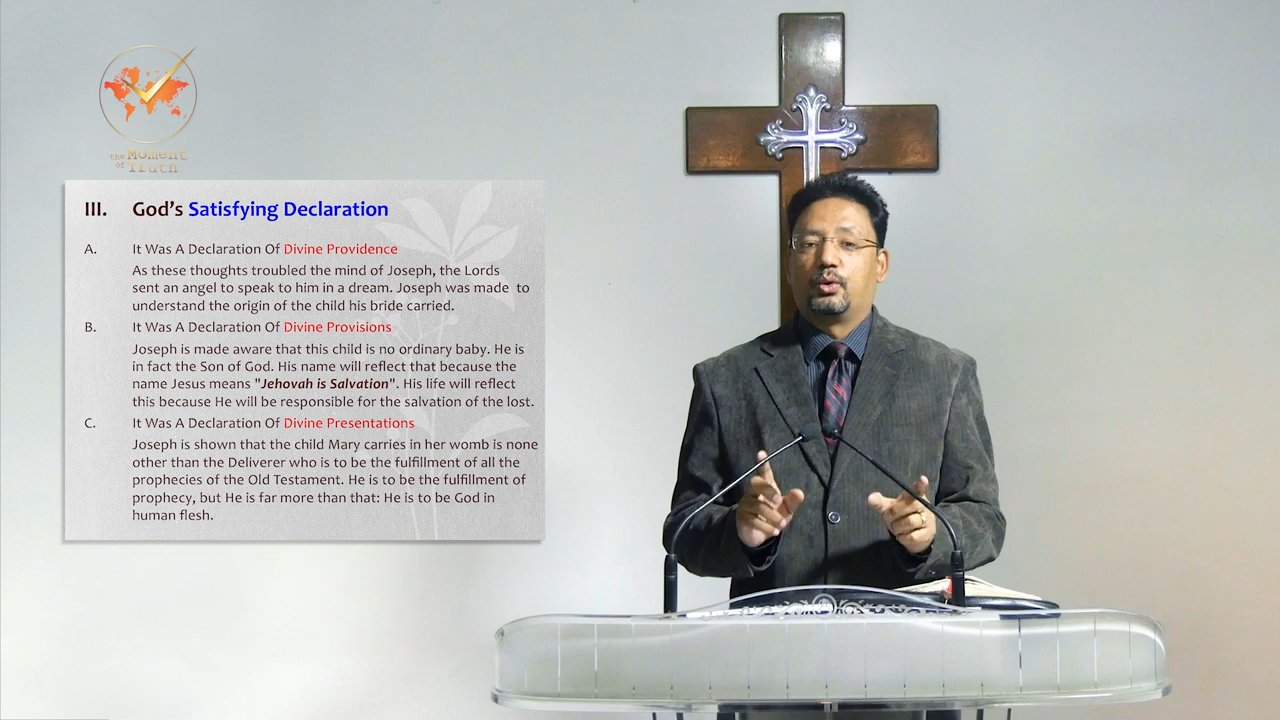 the Moment
of Truth
III. God's Satisfying Declaration
A. It Was A Declaration Of Divine Providence
As these thoughts troubled the mind of Joseph, the Lords
sent an angel to speak to him in a dream. Joseph was made to
understand the origin of the child his bride carried.
B. It Was A Declaration Of Divine Provisions
Joseph is made aware that this child is no ordinary baby. He is
in fact the Son of God. His name will reflect that because the
name Jesus means "Jehovah is Salvation". His life will reflect
this because He will be responsible for the salvation of the lost.
C. It Was A Declaration Of Divine Presentations
Joseph is shown that the child Mary carries in her womb is none
other than the Deliverer who is to be the fulfillment of all the
prophecies of the Old Testament. He is to be the fulfillment of
prophecy, but He is far more than that: He is to be God in
human flesh.